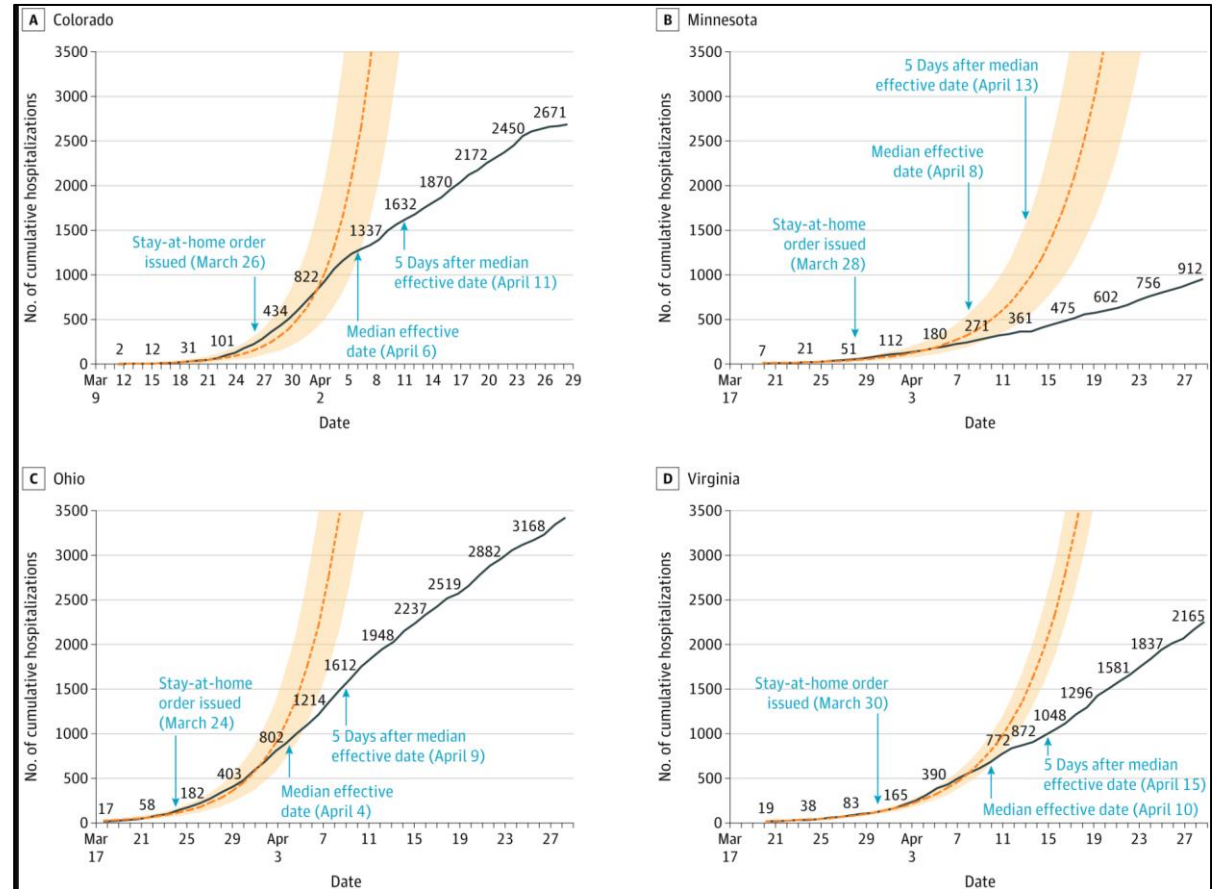 A Colorado
No. of cumulative hospitalizations
3500
3000
2500
2000
1500
1000
500
0
2 12 31 101 434 822 1337 1632 1870 2172 2450 2671
Stay-at-home order
issued (March 26)
Median effective
date (April 6)
5 Days after median
effective date (April 11)
Mar 12 15 18 21 24 27 30 Apr 5 8 11 14 17 20 23 26 29
9 2
Date
B Minnesota
No. of cumulative hospitalizations
3500
3000
2500
2000
1500
1000
500
0
5 Days after median
effective date (April 13)
Median effective
date (April 8)
Stay-at-home
order issued
(March 28)
7 21 51 112 180 271 361 475 602 756 912
Mar 21 25 29 Apr 7 11 15 19 23 27
17 3
Date
C Ohio
No. of cumulative hospitalizations
3500
3000
2500
2000
1500
1000
500
0
17 58 182 403 802 1214 1612 1948 2237 2519 2882 3168
Stay-at-home
order issued
(March 24)
5 Days after median
effective date (April 9)
Median effective
date (April 4)
Mar 21 25 29 Apr 7 11 15 19 23 27
17 3
Date
D Virginia
No. of cumulative hospitalizations
3500
3000
2500
2000
1500
1000
500
0
19 38 83 165 390 772 872 1048 1296 1581 1837 2165
Stay-at-home order
issued (March 30)
5 Days after median
effective date (April 15)
Median effective date (April 10)
Mar 21 25 29 Apr 7 11 15 19 23 27
17 3
Date